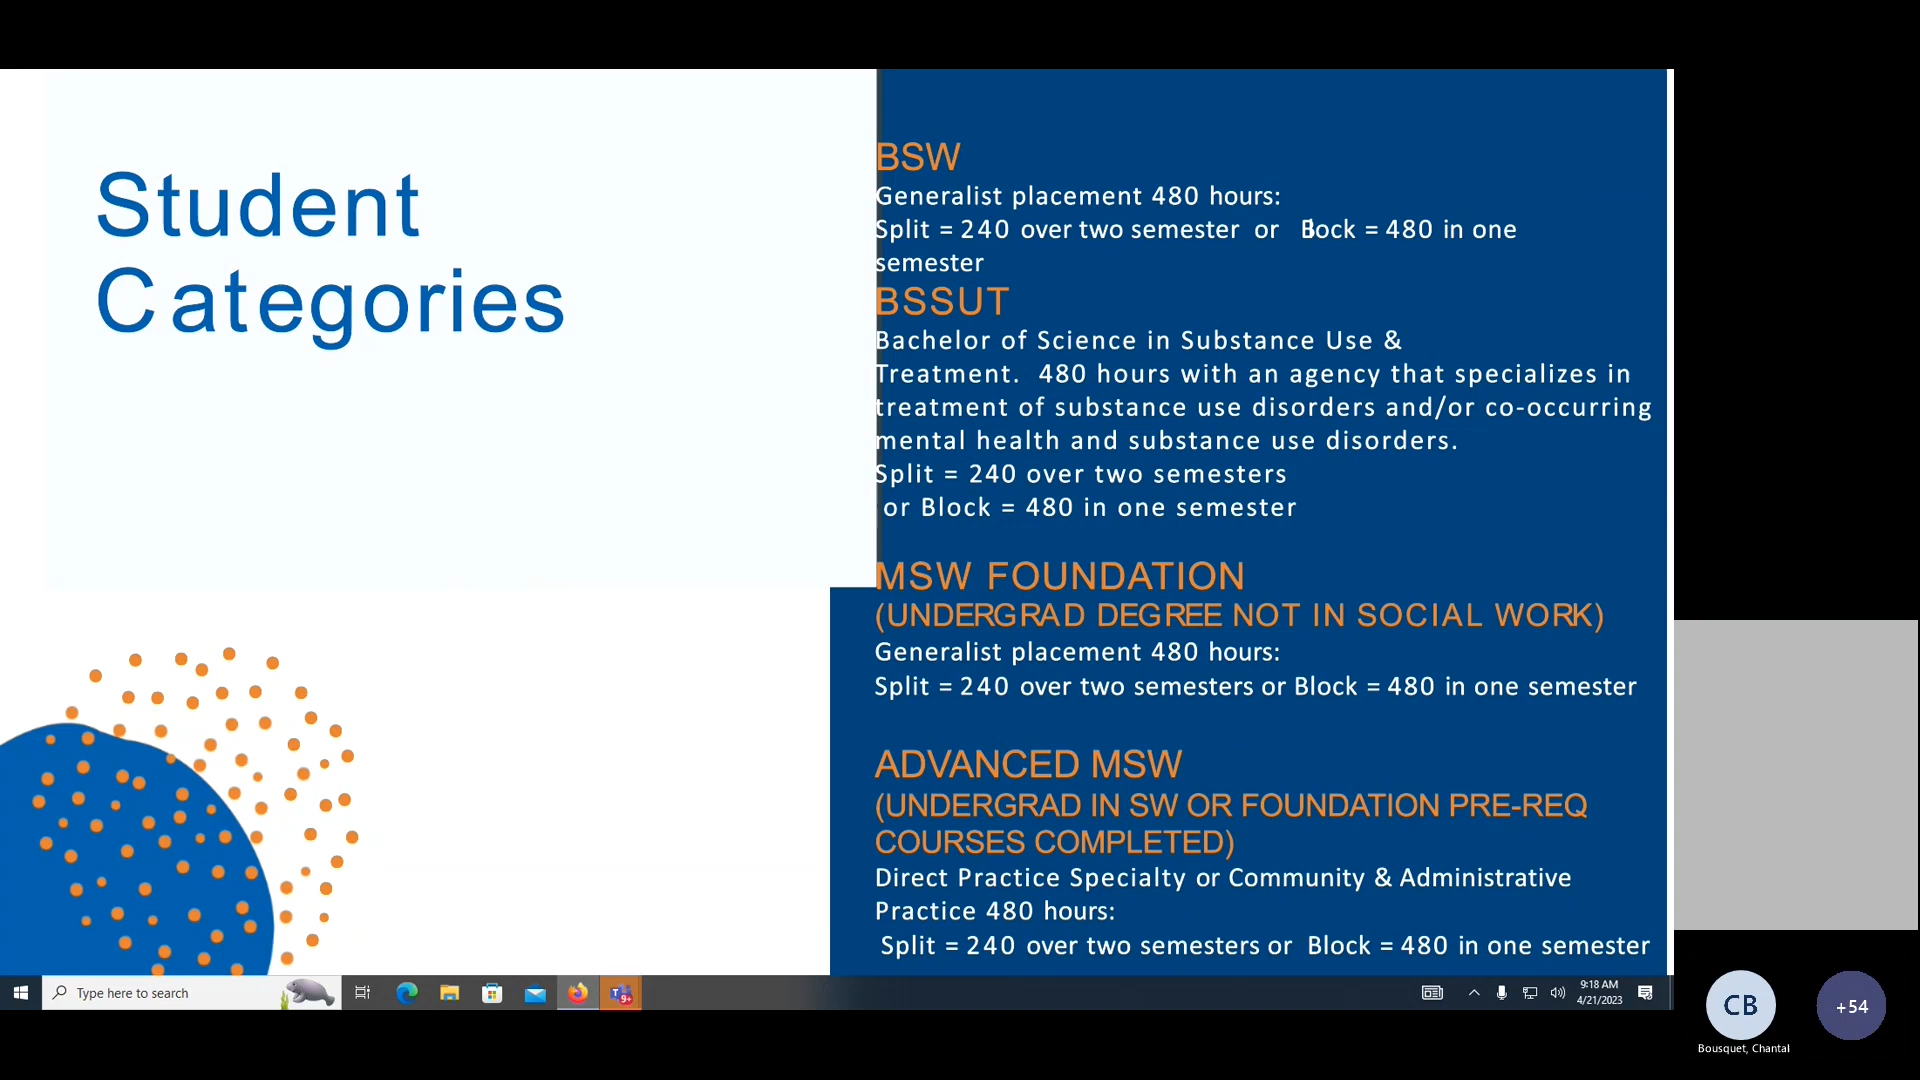 Student
Categories
BSW
Generalist placement 480 hours:
Split = 240 over two semester or Block = 480 in one
semester
BSSUT
Bachelor of Science in Substance Use &
Treatment. 480 hours with an agency that specializes in
treatment of substance use disorders and/or co-occurring
mental health and substance use disorders.
Split = 240 over two semesters
or Block = 480 in one semester
MSW FOUNDATION
(UNDERGRAD DEGREE NOT IN SOCIAL WORK)
Generalist placement 480 hours:
Split = 240 over two semesters or Block = 480 in one semester
ADVANCED MSW
(UNDERGRAD IN SW OR FOUNDATION PRE-REQ
COURSES COMPLETED)
Direct Practice Specialty or Community & Administrative
Practice 480 hours:
Split = 240 over two semesters or Block = 480 in one semester
Type here to search
T
9+
9:18 AM
4/21/2023
CB
+54
Bousquet, Chantal